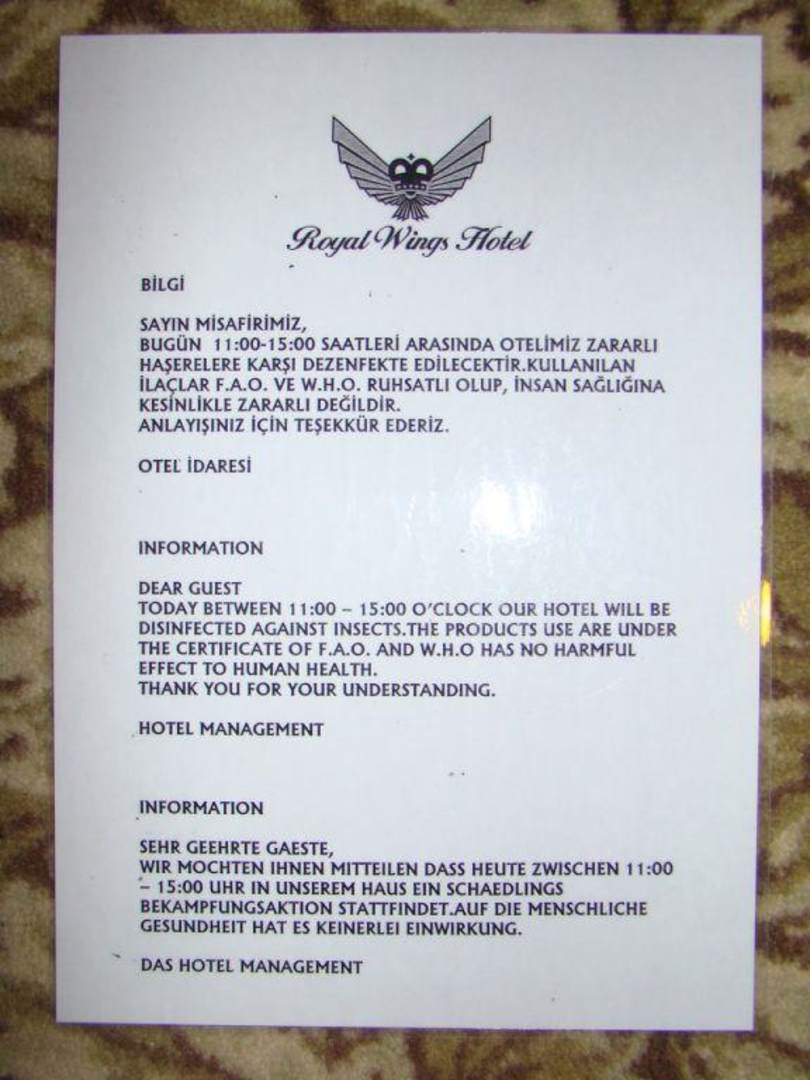 Royal Wings Hotel
BİLGİ
SAYIN MİSAFİRİMİZ,
BUGÜN 11:00-15:00 SAATLERİ ARASINDA OTELİMİZ ZARARLI
HAŞERELERE KARŞI DEZENFEKTE EDİLECEKTİR.KULLANILAN
İLAÇLAR F.A.O. VE W.H.O. RUHSATLI OLUP, İNSAN SAĞLIĞINA
KESİNLİKLE ZARARLI DEĞİLDİR.
ANLAYIŞINIZ İÇİN TEŞEKKÜR EDERİZ.
OTEL İDARESİ
INFORMATION
DEAR GUEST
TODAY BETWEEN 11:00 – 15:00 O'CLOCK OUR HOTEL WILL BE
DISINFECTED AGAINST INSECTS.THE PRODUCTS USE ARE UNDER
THE CERTIFICATE OF F.A.O. AND W.H.O HAS NO HARMFUL
EFFECT TO HUMAN HEALTH.
THANK YOU FOR YOUR UNDERSTANDING.
HOTEL MANAGEMENT
INFORMATION
SEHR GEEHRTE GAESTE,
WIR MOCHTEN IHNEN MITTEILEN DASS HEUTE ZWISCHEN 11:00
– 15:00 UHR IN UNSEREM HAUS EIN SCHAEDLINGS
BEKAMPFUNGSAKTION STATTFINDET.AUF DIE MENSCHLICHE
GESUNDHEIT HAT ES KEINERLEI EINWIRKUNG.
DAS HOTEL MANAGEMENT